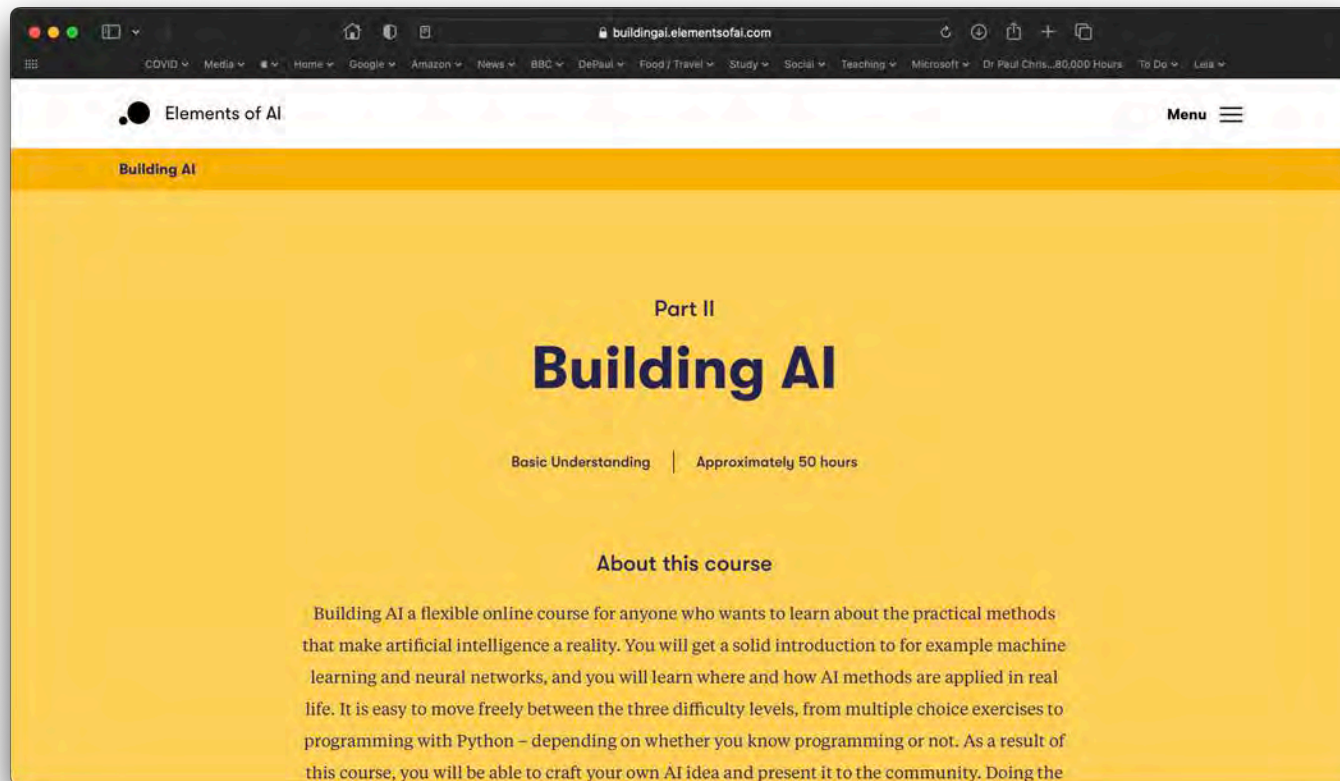 buildingai.elementsofai.com
COVID Media Home Google Amazon News BBC DePaul Food / Travel Study Social Teaching Microsoft Dr Paul Chris...80,000 Hours To Do Leia
Elements of AI
Menu
Building AI
Part II
Building AI
Basic Understanding | Approximately 50 hours
About this course
Building AI a flexible online course for anyone who wants to learn about the practical methods
that make artificial intelligence a reality. You will get a solid introduction to for example machine
learning and neural networks, and you will learn where and how AI methods are applied in real
life. It is easy to move freely between the three difficulty levels, from multiple choice exercises to
programming with Python – depending on whether you know programming or not. As a result of
this course, you will be able to craft your own AI idea and present it to the community. Doing the